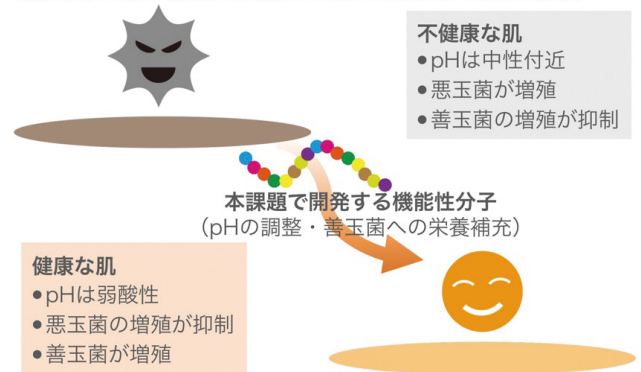 不健康な肌
●pHは中性付近
●悪玉菌が増殖
●善玉菌の増殖が抑制
本課題で開発する機能性分子
（pHの調整・善玉菌への栄養補充）
健康な肌
●pHは弱酸性
●悪玉菌の増殖が抑制
●善玉菌が増殖